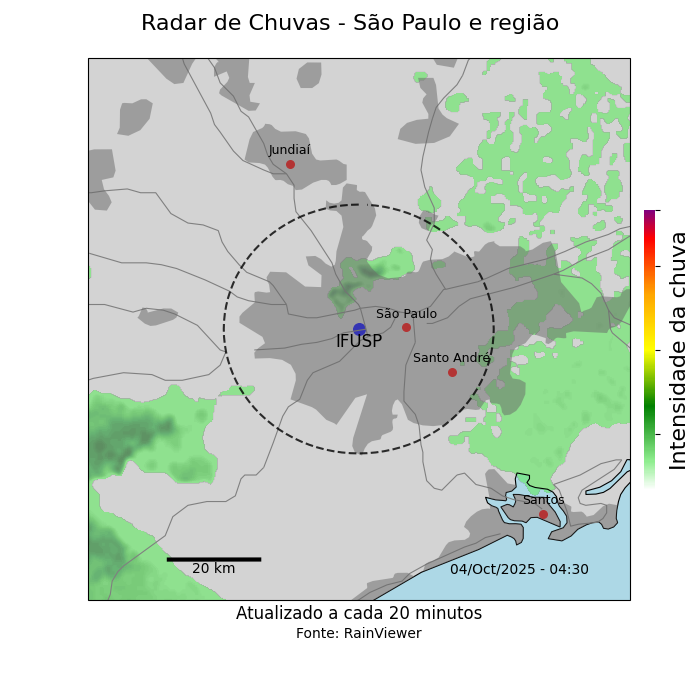 Radar de Chuvas - São Paulo e região
Jundiaí
São Paulo
IFUSP
Santo André
Santos
20 km
04/Oct/2025 - 04:30
Intensidade da chuva
Atualizado a cada 20 minutos
Fonte: RainViewer